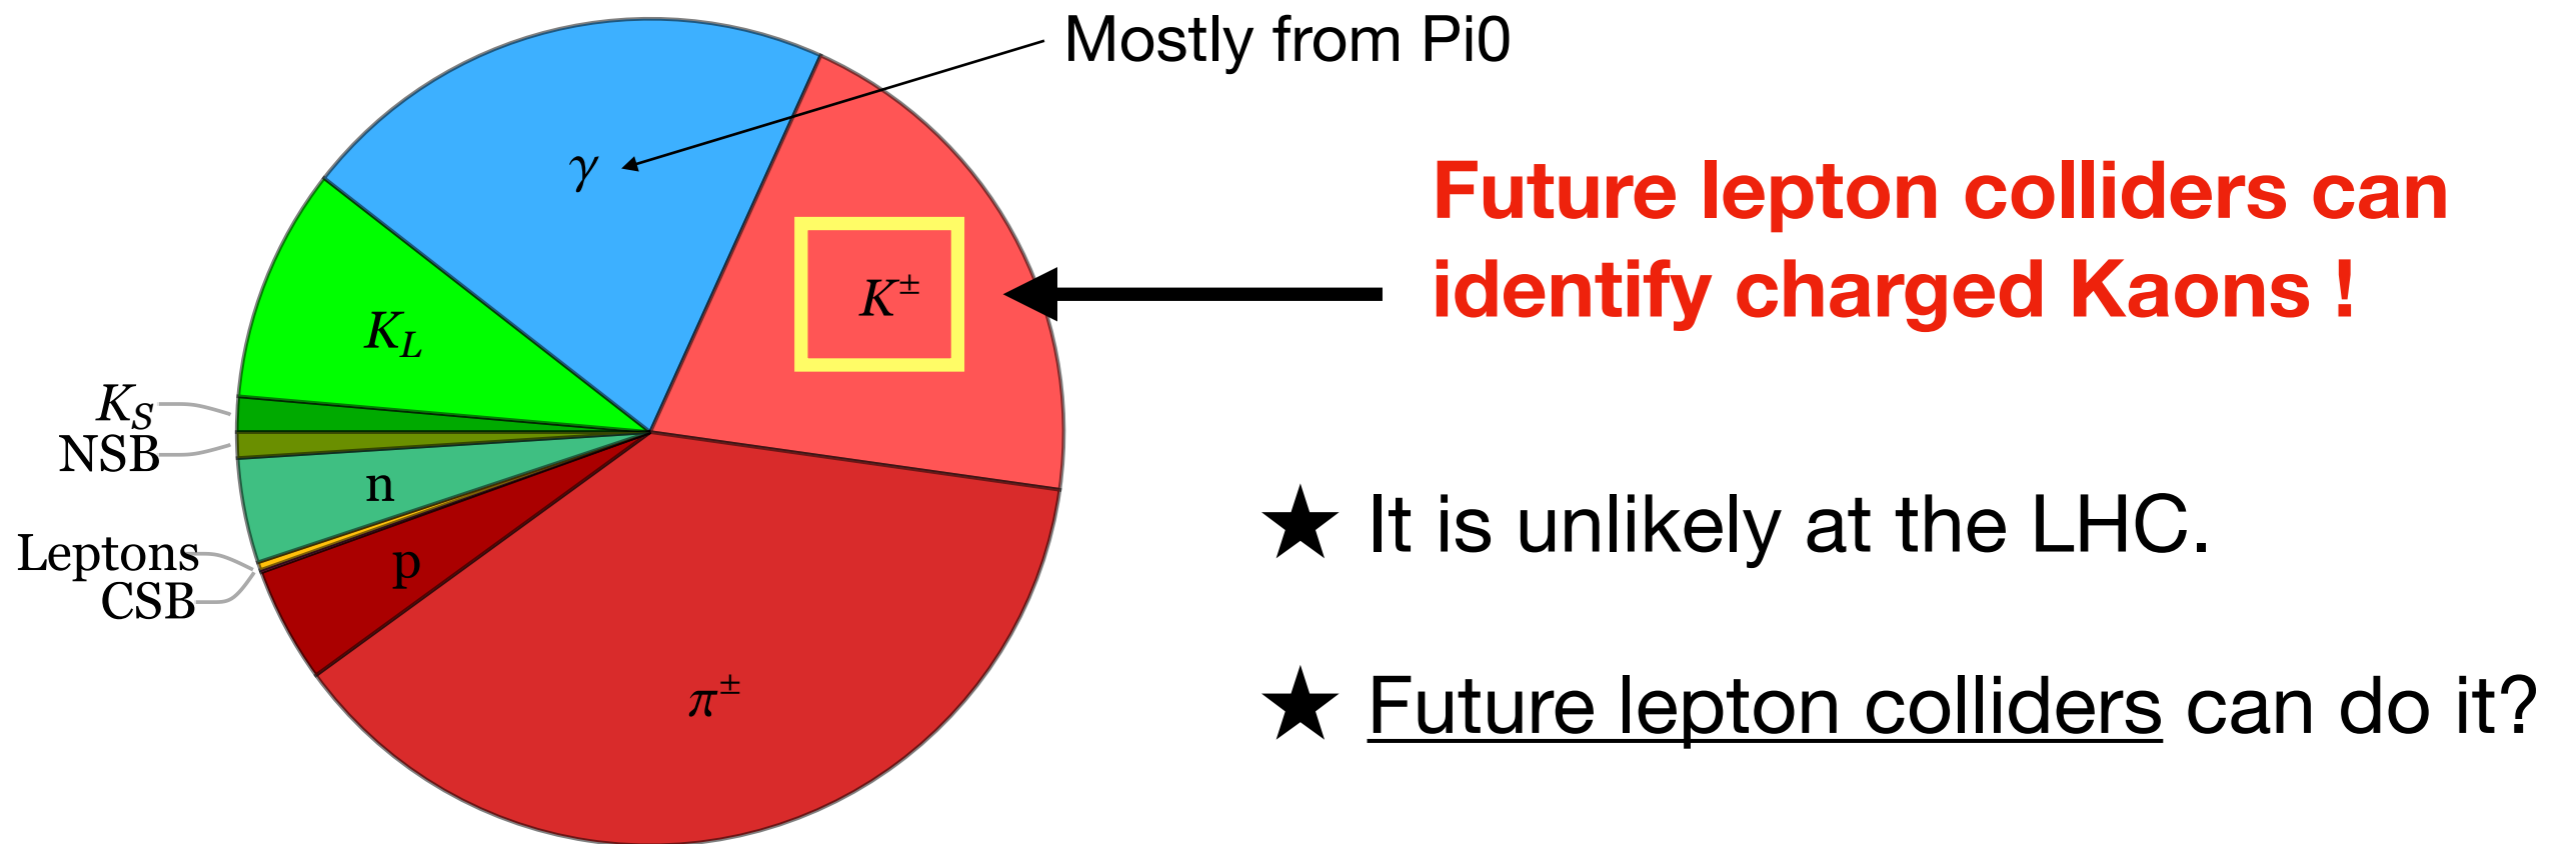 Mostly from Pi0
γ
K±
Future lepton colliders can
identify charged Kaons !
K_L
K_S
NSB
n
Leptons
p
CSB
π±
★ It is unlikely at the LHC.
★ Future lepton colliders can do it?